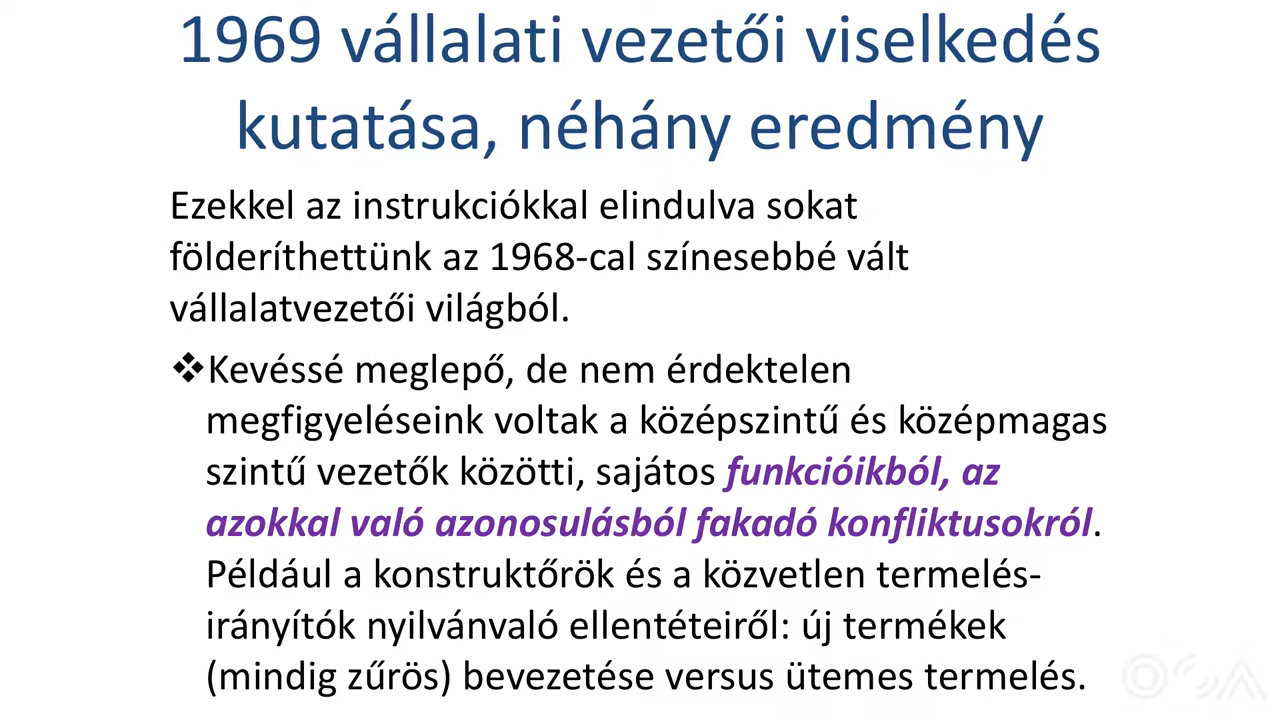 1969 vállalati vezetői viselkedés
kutatása, néhány eredmény
Ezekkel az instrukciókkal elindulva sokat
földeríthettünk az 1968-cal színesebbé vált
vállalatvezetői világból.
❖Kevéssé meglepő, de nem érdektelen
megfigyeléseink voltak a középszintű és középmagas
szintű vezetők közötti, sajátos funkcióikból, az
azokkal való azonosulásból fakadó konfliktusokról.
Például a konstruktőrök és a közvetlen termelés-
irányítók nyilvánvaló ellentéteiről: új termékek
(mindig zűrös) bevezetése versus ütemes termelés.
OSA